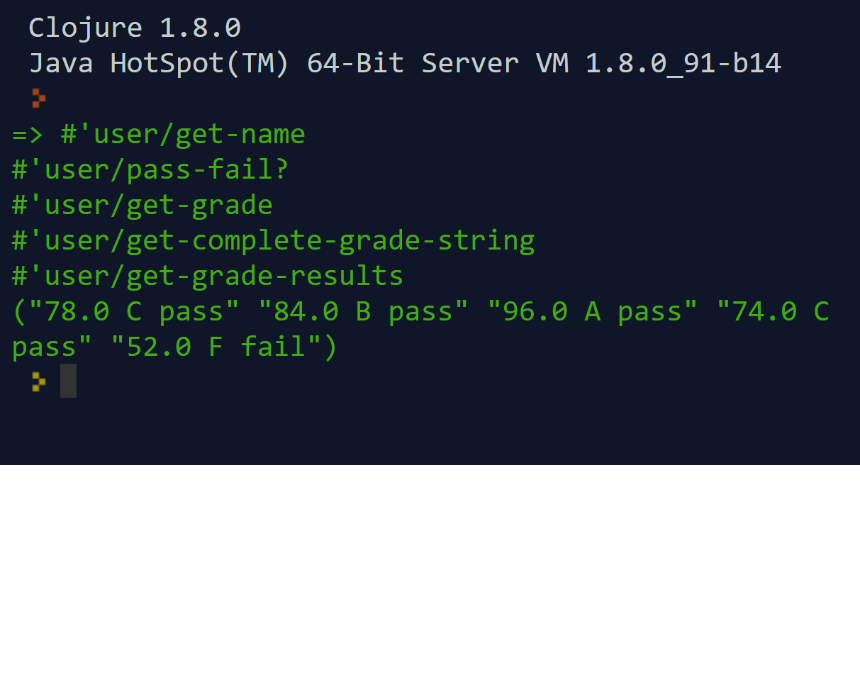 Clojure 1.8.0
Java HotSpot(TM) 64-Bit Server VM 1.8.0_91-b14
=> #'user/get-name
#'user/pass-fail?
#'user/get-grade
#'user/get-complete-grade-string
#'user/get-grade-results
("78.0 C pass" "84.0 B pass" "96.0 A pass" "74.0 C
pass" "52.0 F fail")